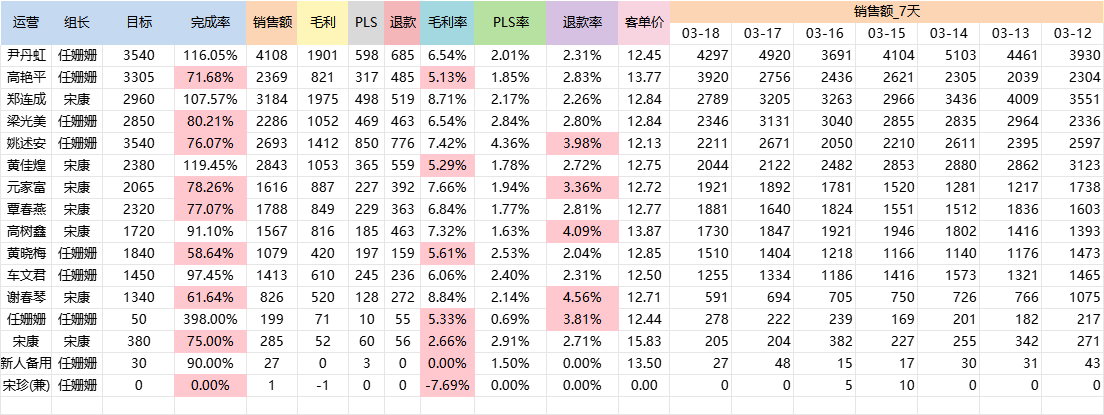 运营 组长 目标 完成率 销售额 毛利 PLS 退款 毛利率 PLS率 退款率 客单价 销售额_7天
03-18 03-17 03-16 03-15 03-14 03-13 03-12
尹丹虹 任姗姗 3540 116.05% 4108 1901 598 685 6.54% 2.01% 2.31% 12.45 4297 4920 3691 4104 5103 4461 3930
高艳平 任姗姗 3305 71.68% 2369 821 317 485 5.13% 1.85% 2.83% 13.77 3920 2756 2436 2621 2305 2039 2304
郑连成 宋康 2960 107.57% 3184 1975 498 519 8.71% 2.17% 2.26% 12.84 2789 3205 3263 2966 3436 4009 3551
梁光美 任姗姗 2850 80.21% 2286 1052 469 463 6.54% 2.84% 2.80% 12.84 2346 3131 3040 2855 2835 2964 2336
姚述安 任姗姗 3540 76.07% 2693 1412 850 776 7.42% 4.36% 3.98% 12.13 2211 2671 2050 2210 2611 2395 2597
黄佳煌 宋康 2380 119.45% 2843 1053 365 559 5.29% 1.78% 2.72% 12.75 2044 2122 2482 2853 2880 2862 3123
元家富 宋康 2065 78.26% 1616 887 227 392 7.66% 1.94% 3.36% 12.72 1921 1892 1781 1520 1281 1217 1738
覃春燕 宋康 2320 77.07% 1788 849 229 363 6.84% 1.77% 2.81% 12.77 1881 1640 1824 1551 1512 1836 1603
高树鑫 宋康 1720 91.10% 1567 816 185 463 7.32% 1.63% 4.09% 13.87 1730 1847 1921 1946 1802 1416 1393
黄晓梅 任姗姗 1840 58.64% 1079 420 197 159 5.61% 2.53% 2.04% 12.85 1510 1404 1218 1166 1140 1176 1473
车文君 任姗姗 1450 97.45% 1413 610 245 236 6.06% 2.40% 2.31% 12.50 1255 1334 1186 1416 1573 1321 1465
谢春琴 宋康 1340 61.64% 826 520 128 272 8.84% 2.14% 4.56% 12.71 591 694 705 750 726 766 1075
任姗姗 任姗姗 50 398.00% 199 71 10 55 5.33% 0.69% 3.81% 12.44 278 222 239 169 201 182 217
宋康 宋康 380 75.00% 285 52 60 56 2.66% 2.91% 2.71% 15.83 205 204 382 227 255 342 271
新人备用 任姗姗 30 90.00% 27 0 3 0 0.00% 1.50% 0.00% 13.50 27 48 15 17 30 31 43
宋珍(兼) 任姗姗 0 0.00% 1 -1 0 0 -7.69% 0.00% 0.00% 0.00 0 0 5 10 0 0 0